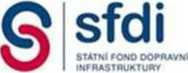 sfdi
STÁTNÍ FOND DOPRAVNÍ
INFRASTRUKTURY